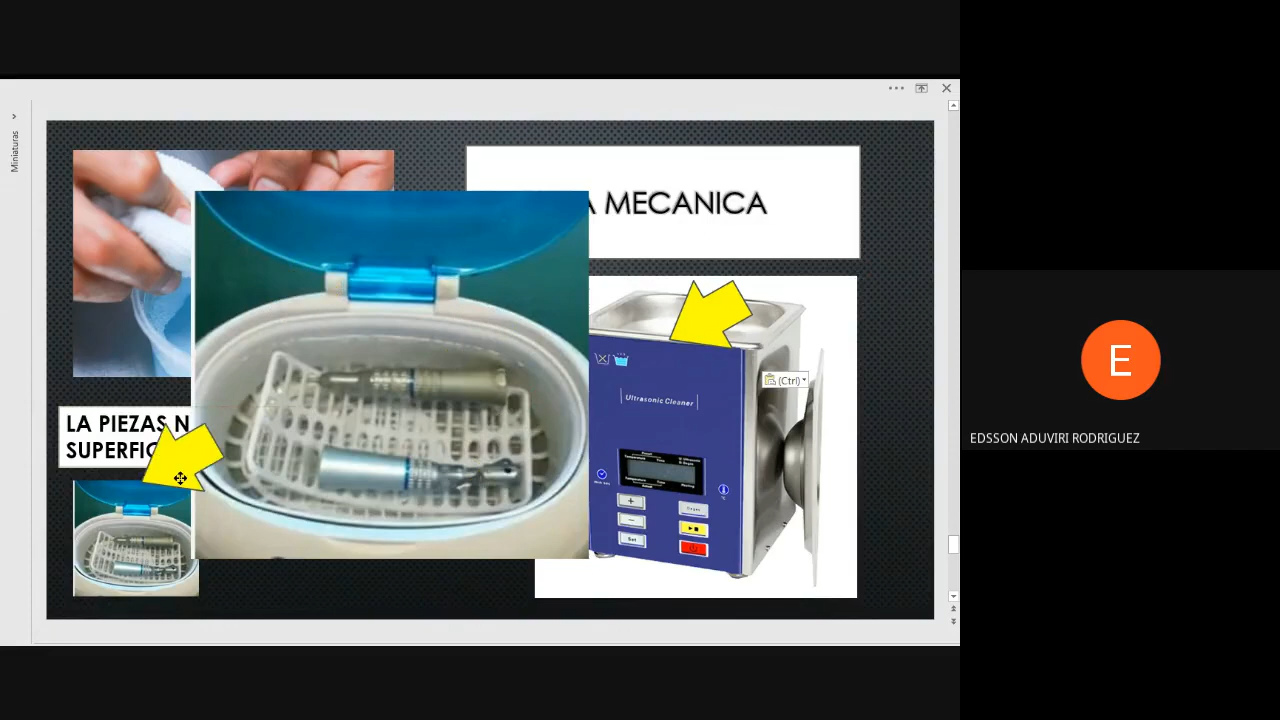 Miniaturas
A MECANICA
LA PIEZAS N
SUPERFIC
Ultrasonic Cleaner
(Ctrl)
+
−
Set
E
EDSSON ADUVIRI RODRIGUEZ